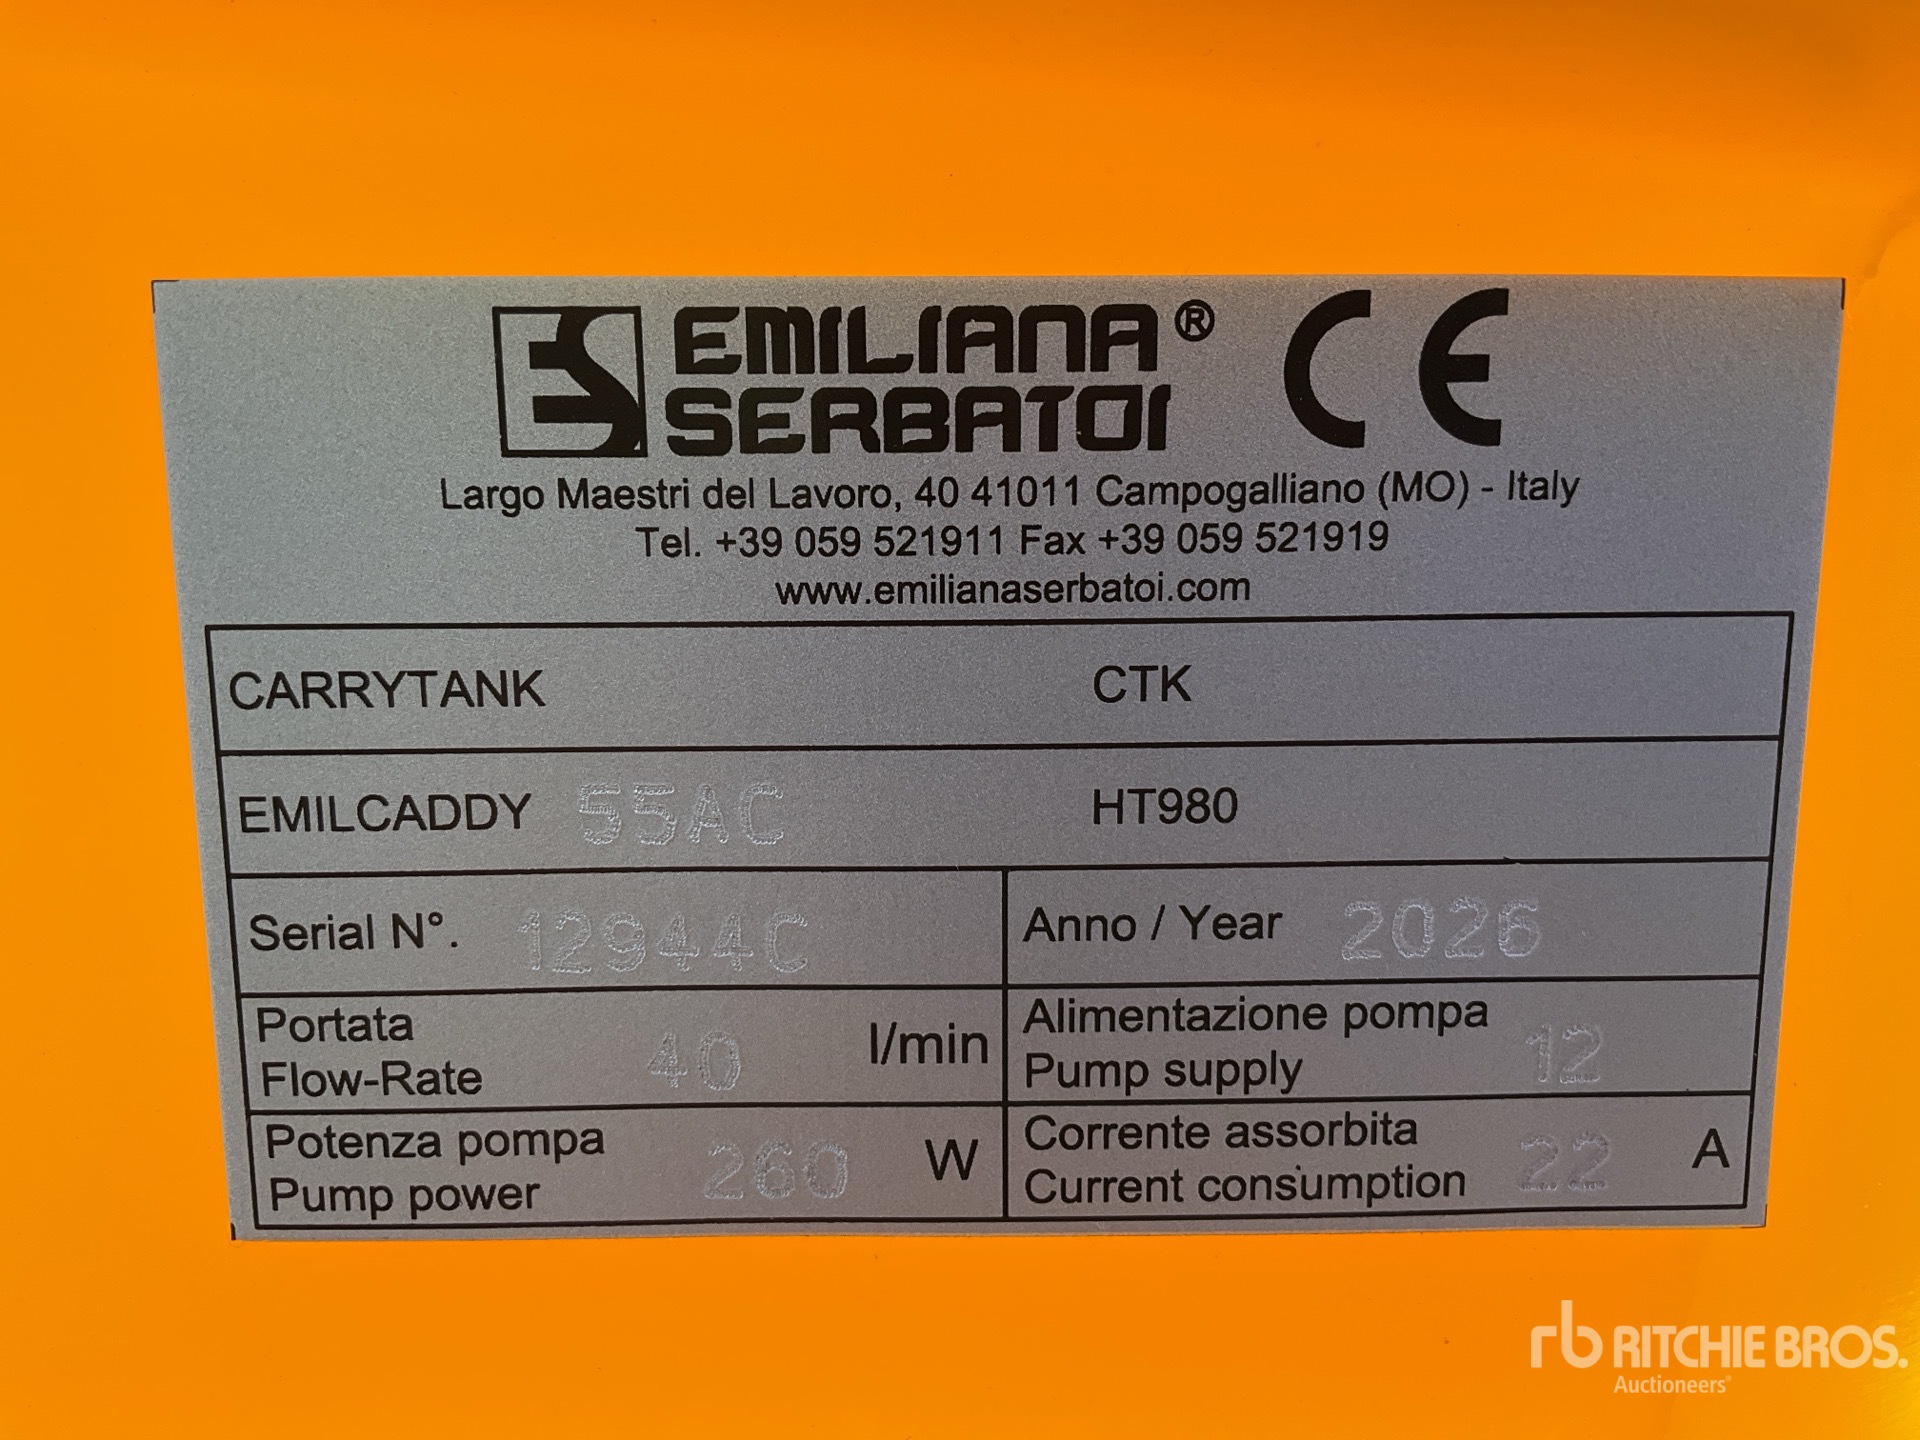 EMILIANA® CE
SERBATOI
Largo Maestri del Lavoro, 40 41011 Campogalliano (MO) - Italy
Tel. +39 059 521911 Fax +39 059 521919
www.emilianaserbatoi.com
CARRYTANK CTK
EMILCADDY 55AC HT980
Serial N°. 12944C Anno / Year 2026
Portata
Flow-Rate 40 l/min
Alimentazione pompa
Pump supply 12
Potenza pompa
Pump power 260 W
Corrente assorbita
Current consumption 22 A
rb RITCHIE BROS.
Auctioneers